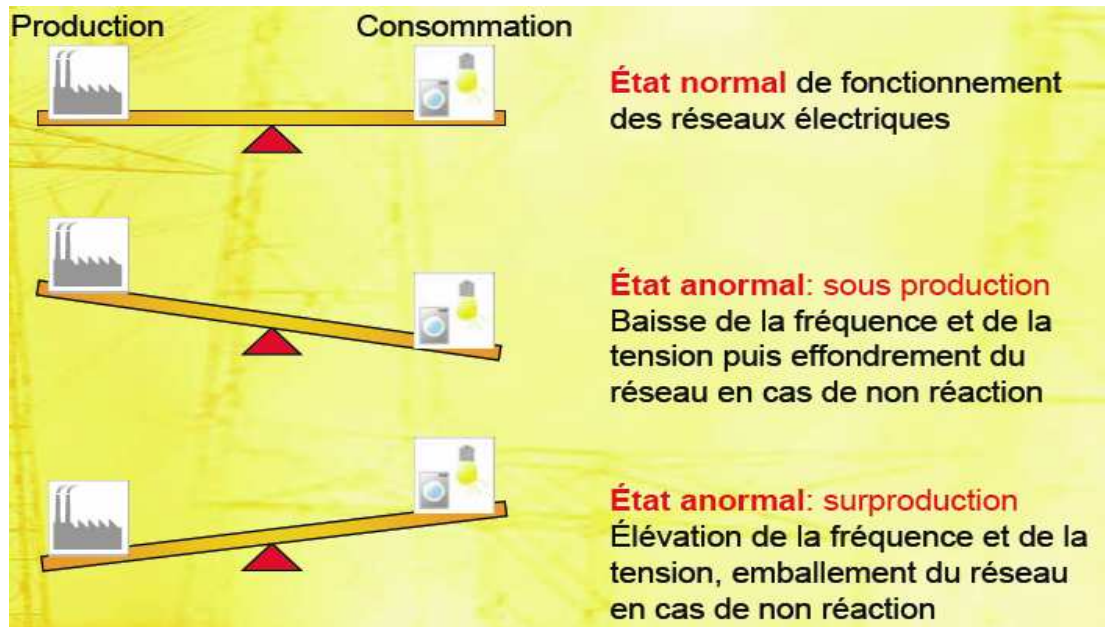 Production
Consommation
État normal de fonctionnement
des réseaux électriques
État anormal: sous production
Baisse de la fréquence et de la
tension puis effondrement du
réseau en cas de non réaction
État anormal: surproduction
Élévation de la fréquence et de la
tension, emballement du réseau
en cas de non réaction